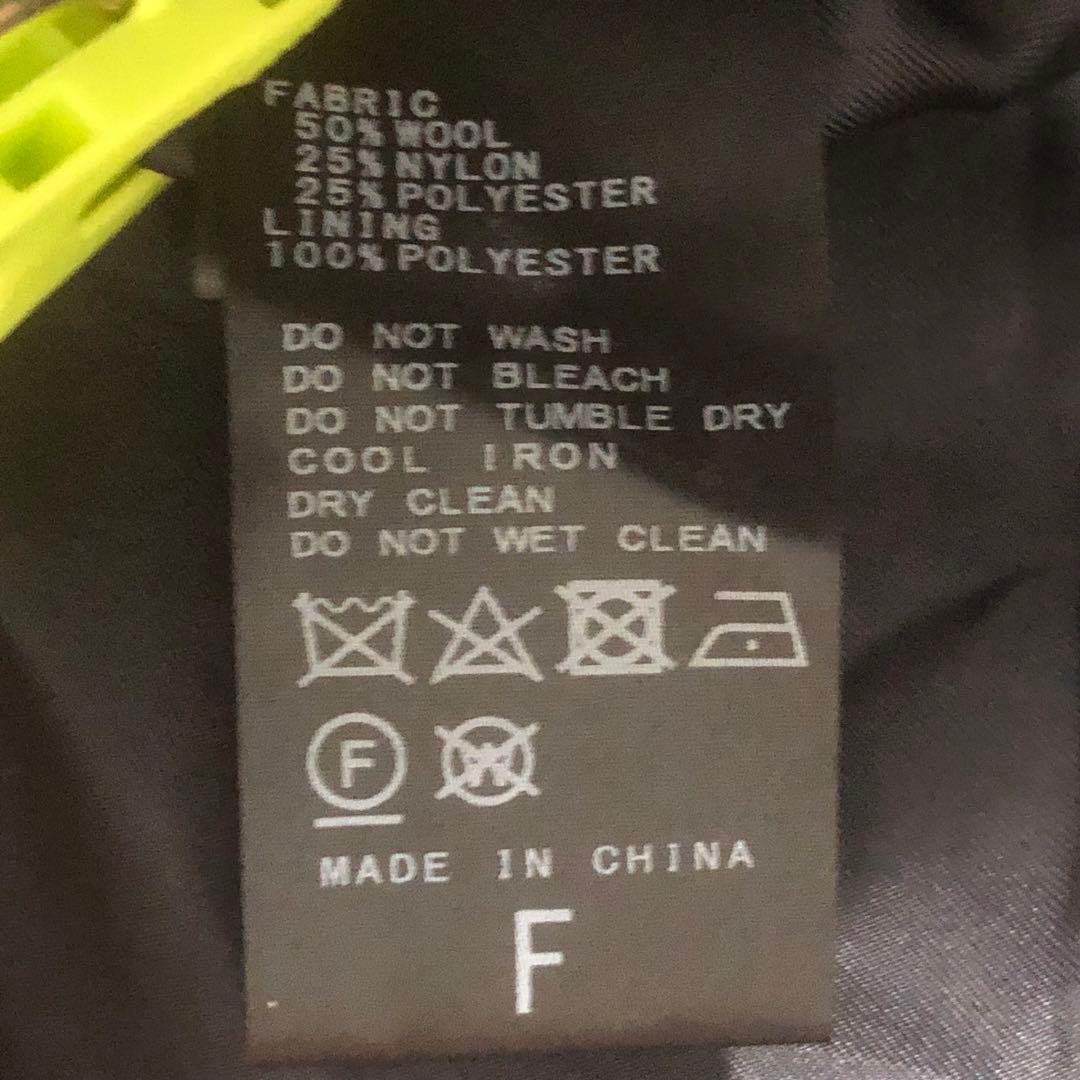 FABRIC
50% WOOL
25% NYLON
25% POLYESTER
LINING
100% POLYESTER
DO NOT WASH
DO NOT BLEACH
DO NOT TUMBLE DRY
COOL IRON
DRY CLEAN
DO NOT WET CLEAN
F W
MADE IN CHINA
F